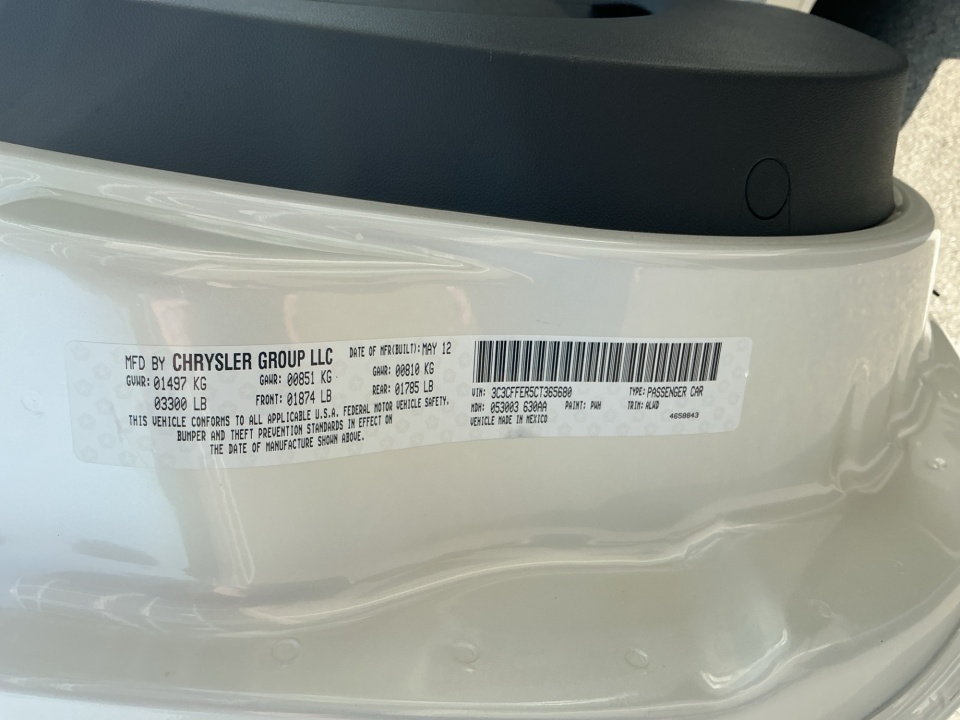 MFD BY CHRYSLER GROUP LLC DATE OF MFR(BUILT): MAY 12
GVWR: 01497 KG GAWR: 00851 KG GAWR: 00810 KG
03300 LB FRONT: 01874 LB REAR: 01785 LB
THIS VEHICLE CONFORMS TO ALL APPLICABLE U.S.A. FEDERAL MOTOR VEHICLE SAFETY,
BUMPER AND THEFT PREVENTION STANDARDS IN EFFECT ON
THE DATE OF MANUFACTURE SHOWN ABOVE.
VIN: 3C3CFFER5CT365680 TYPE: PASSENGER CAR
MDH: 053003 630AA PAINT: PWH TRIM: ALWD
VEHICLE MADE IN MEXICO 4658843